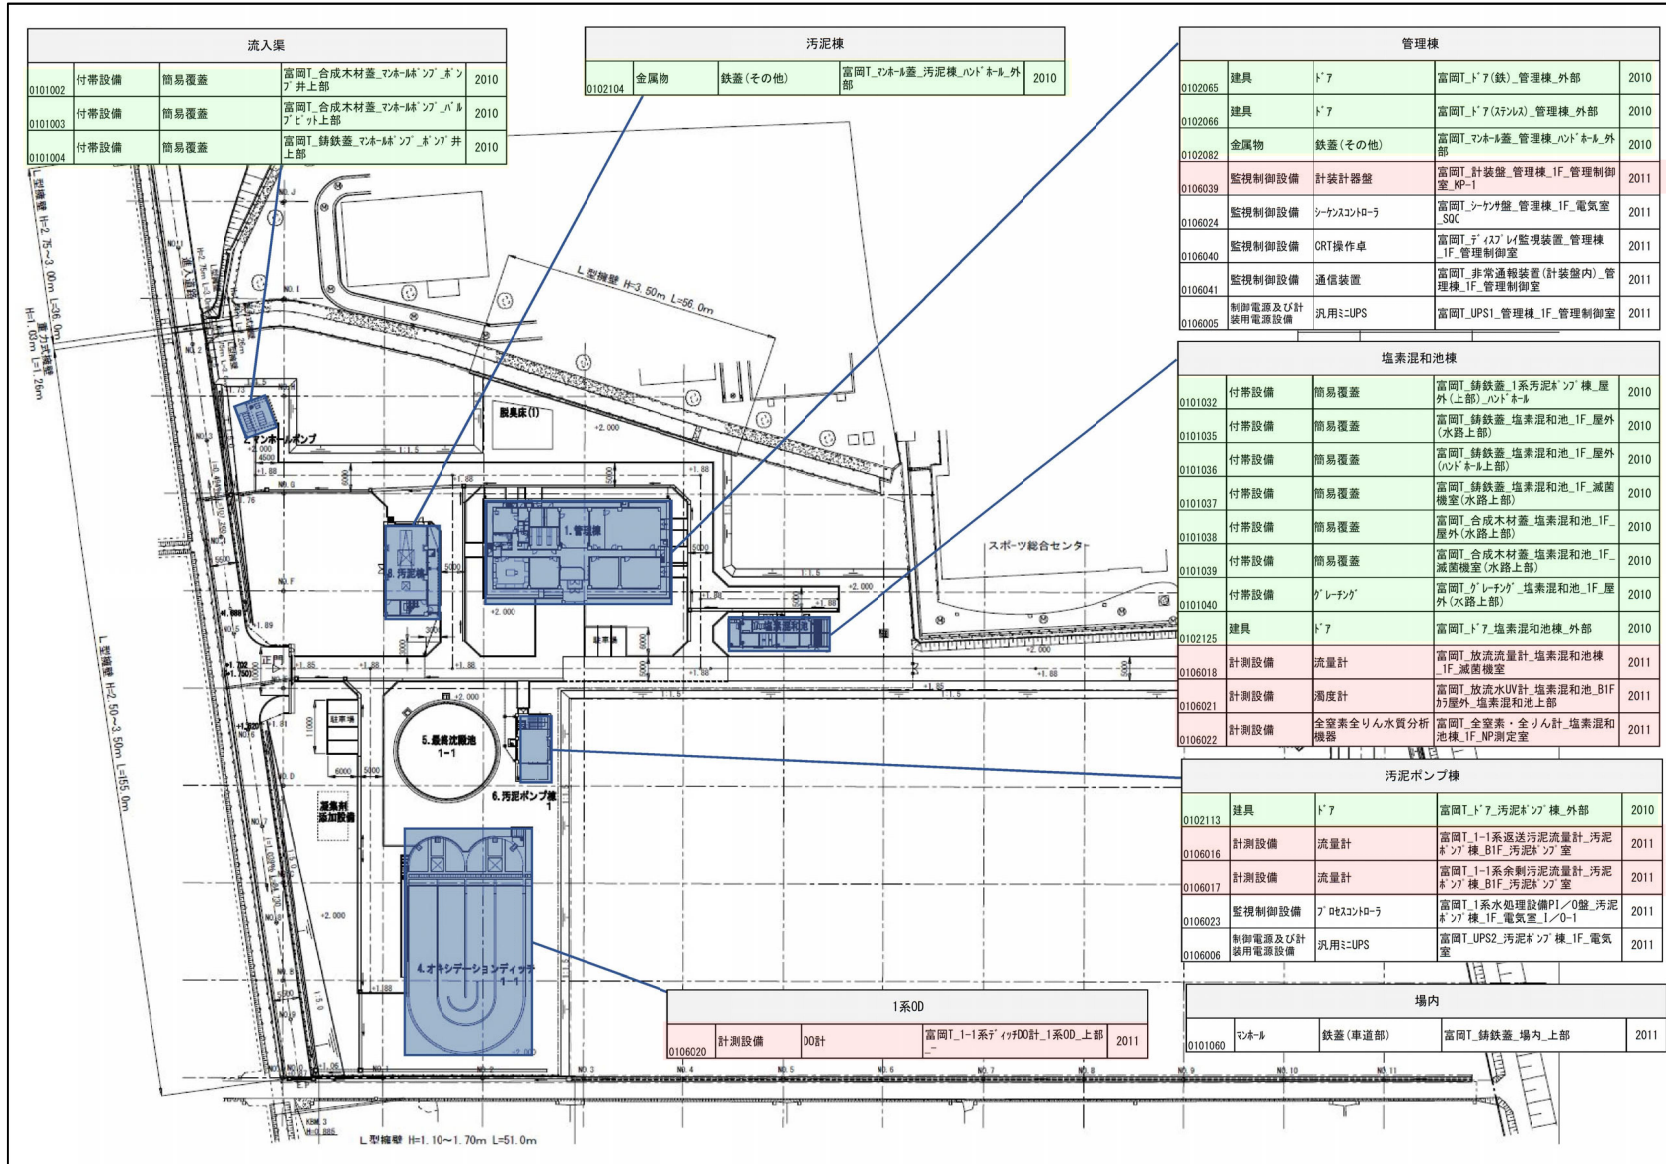 流入渠
0101002 付帯設備 簡易覆蓋 富岡T_合成木材蓋_マンホールポンプ_ポンプ井上部 2010
0101003 付帯設備 簡易覆蓋 富岡T_合成木材蓋_マンホールポンプ_バルブピット上部 2010
0101004 付帯設備 簡易覆蓋 富岡T_鋳鉄蓋_マンホールポンプ_ポンプ井上部 2010
汚泥棟
0102104 金属物 鉄蓋(その他) 富岡T_マンホール蓋_汚泥棟_ハンドホール_外部 2010
管理棟
0102065 建具 ドア 富岡T_ドア(鉄)_管理棟_外部 2010
0102066 建具 ドア 富岡T_ドア(ステンレス)_管理棟_外部 2010
0102082 金属物 鉄蓋(その他) 富岡T_マンホール蓋_管理棟_ハンドホール_外部 2010
0106039 監視制御設備 計装計器盤 富岡T_計装盤_管理棟_1F_管理制御室_KP-1 2011
0106024 監視制御設備 シーケンスコントローラ 富岡T_シーケンサ盤_管理棟_1F_電気室_SQC 2011
0106040 監視制御設備 CRT操作卓 富岡T_ディスプレイ監視装置_管理棟_1F_管理制御室 2011
0106041 監視制御設備 通信装置 富岡T_非常通報装置(計装盤内)_管理棟_1F_管理制御室 2011
0106005 制御電源及び計装用電源設備 汎用ミニUPS 富岡T_UPS1_管理棟_1F_管理制御室 2011
塩素混和池棟
0101032 付帯設備 簡易覆蓋 富岡T_鋳鉄蓋_1系汚泥ポンプ棟_屋外(上部)_ハンドホール 2010
0101035 付帯設備 簡易覆蓋 富岡T_鋳鉄蓋_塩素混和池_1F_屋外(水路上部) 2010
0101036 付帯設備 簡易覆蓋 富岡T_鋳鉄蓋_塩素混和池_1F_屋外(ハンドホール上部) 2010
0101037 付帯設備 簡易覆蓋 富岡T_鋳鉄蓋_塩素混和池_1F_滅菌機室(水路上部) 2010
0101038 付帯設備 簡易覆蓋 富岡T_合成木材蓋_塩素混和池_1F_屋外(水路上部) 2010
0101039 付帯設備 簡易覆蓋 富岡T_合成木材蓋_塩素混和池_1F_滅菌機室(水路上部) 2010
0101040 付帯設備 グレーチング 富岡T_グレーチング_塩素混和池_1F_屋外(水路上部) 2010
0102125 建具 ドア 富岡T_ドア_塩素混和池棟_外部 2010
0106018 計測設備 流量計 富岡T_放流流量計_塩素混和池棟_1F_滅菌機室 2011
0106021 計測設備 濁度計 富岡T_放流水UV計_塩素混和池_B1Fカラ屋外_塩素混和池上部 2011
0106022 計測設備 全窒素全りん水質分析機器 富岡T_全窒素・全りん計_塩素混和池棟_1F_NP測定室 2011
汚泥ポンプ棟
0102113 建具 ドア 富岡T_ドア_汚泥ポンプ棟_外部 2010
0106016 計測設備 流量計 富岡T_1-1系返送汚泥流量計_汚泥ポンプ棟_B1F_汚泥ポンプ室 2011
0106017 計測設備 流量計 富岡T_1-1系余剰汚泥流量計_汚泥ポンプ棟_B1F_汚泥ポンプ室 2011
0106023 監視制御設備 プロセスコントローラ 富岡T_1系水処理設備PI/O盤_汚泥ポンプ棟_1F_電気室_I/O-1 2011
0106006 制御電源及び計装用電源設備 汎用ミニUPS 富岡T_UPS2_汚泥ポンプ棟_1F_電気室 2011
場内
0101060 マンホール 鉄蓋(車道部) 富岡T_鋳鉄蓋_場内_上部 2011
1系OD
0106020 計測設備 DO計 富岡T_1-1系ディッチDO計_1系OD_上部_- 2011
L型擁壁 H=2.75～3.00m L=36.0m
重力式擁壁
H=1.03m L=1.26m
進入道路
L型擁壁 H=3.50m L=56.0m
脱臭床(1)
2.マンホールポンプ
1.管理棟
8.汚泥棟
スポーツ総合センター
塩素混和池
駐車場
正門
駐車場
5.最終沈殿池
1-1
6.汚泥ポンプ棟
1
凝集剤
添加設備
4.オキシデーションディッチ
1-1
L型擁壁 H=2.50～3.50m L=155.0m
L型擁壁 H=1.10～1.70m L=51.0m
KBM.3
H=0.886